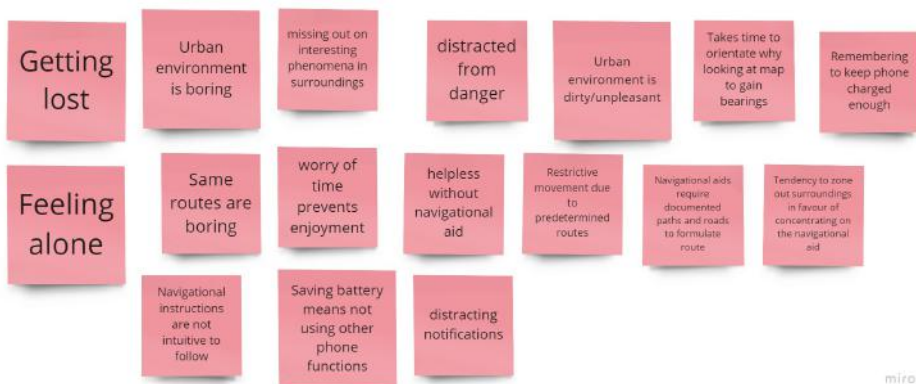 Getting
lost
Urban
environment
is boring
missing out on
interesting
phenomena in
surroundings
distracted
from
danger
Urban
environment is
dirty/unpleasant
Takes time to
orientate why
looking at map
to gain
bearings
Remembering
to keep phone
charged
enough
Feeling
alone
Same
routes are
boring
worry of
time
prevents
enjoyment
helpless
without
navigational
aid
Restrictive
movement due
to
predetermined
routes
Navigational aids
require
documented
paths and roads
to formulate
route
Tendency to zone
out surroundings
in favour of
concentrating on
the navigational
aid
Navigational
instructions
are not
intuitive to
follow
Saving battery
means not
using other
phone
functions
distracting
notifications
miro